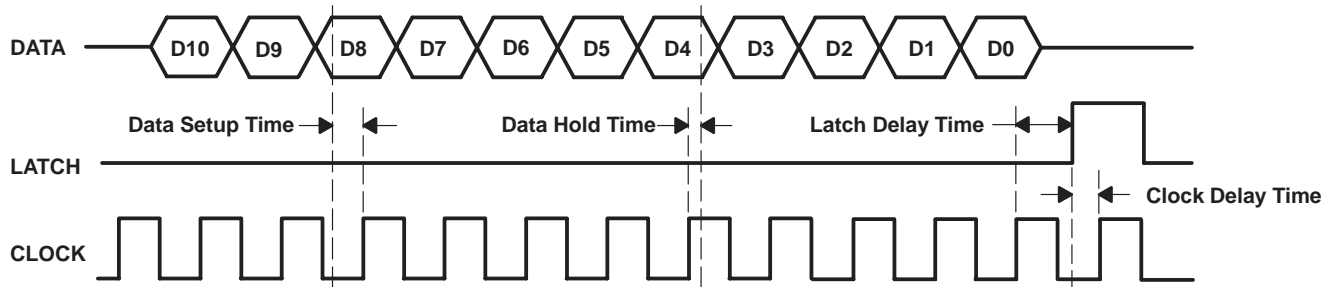 DATA D10 D9 D8 D7 D6 D5 D4 D3 D2 D1 D0
Data Setup Time Data Hold Time Latch Delay Time
LATCH
Clock Delay Time
CLOCK